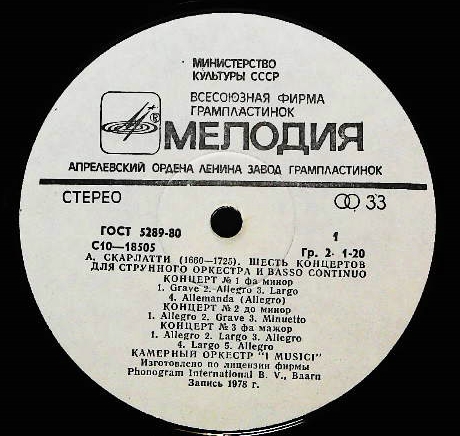 МИНИСТЕРСТВО
КУЛЬТУРЫ СССР
ВСЕСОЮЗНАЯ ФИРМА
ГРАМПЛАСТИНОК
® МЕЛОДИЯ
АПРЕЛЕВСКИЙ ОРДЕНА ЛЕНИНА ЗАВОД ГРАМПЛАСТИНОК
СТЕРЕО 33
ГОСТ 5289-80 1
С10—18505 Гр. 2- 1-20
А. СКАРЛАТТИ (1660—1725). ШЕСТЬ КОНЦЕРТОВ
ДЛЯ СТРУННОГО ОРКЕСТРА И BASSO CONTINUO
КОНЦЕРТ № 1 фа минор
1. Grave 2. Allegro 3. Largo
4. Allemanda (Allegro)
КОНЦЕРТ № 2 до минор
1. Allegro 2. Grave 3. Minuetto
КОНЦЕРТ № 3 фа мажор
1. Allegro 2. Largo 3. Allegro
4. Largo 5. Allegro
КАМЕРНЫЙ ОРКЕСТР "I MUSICI"
Изготовлено по лицензии фирмы
Phonogram International B. V., Baarn
Запись 1978 г.